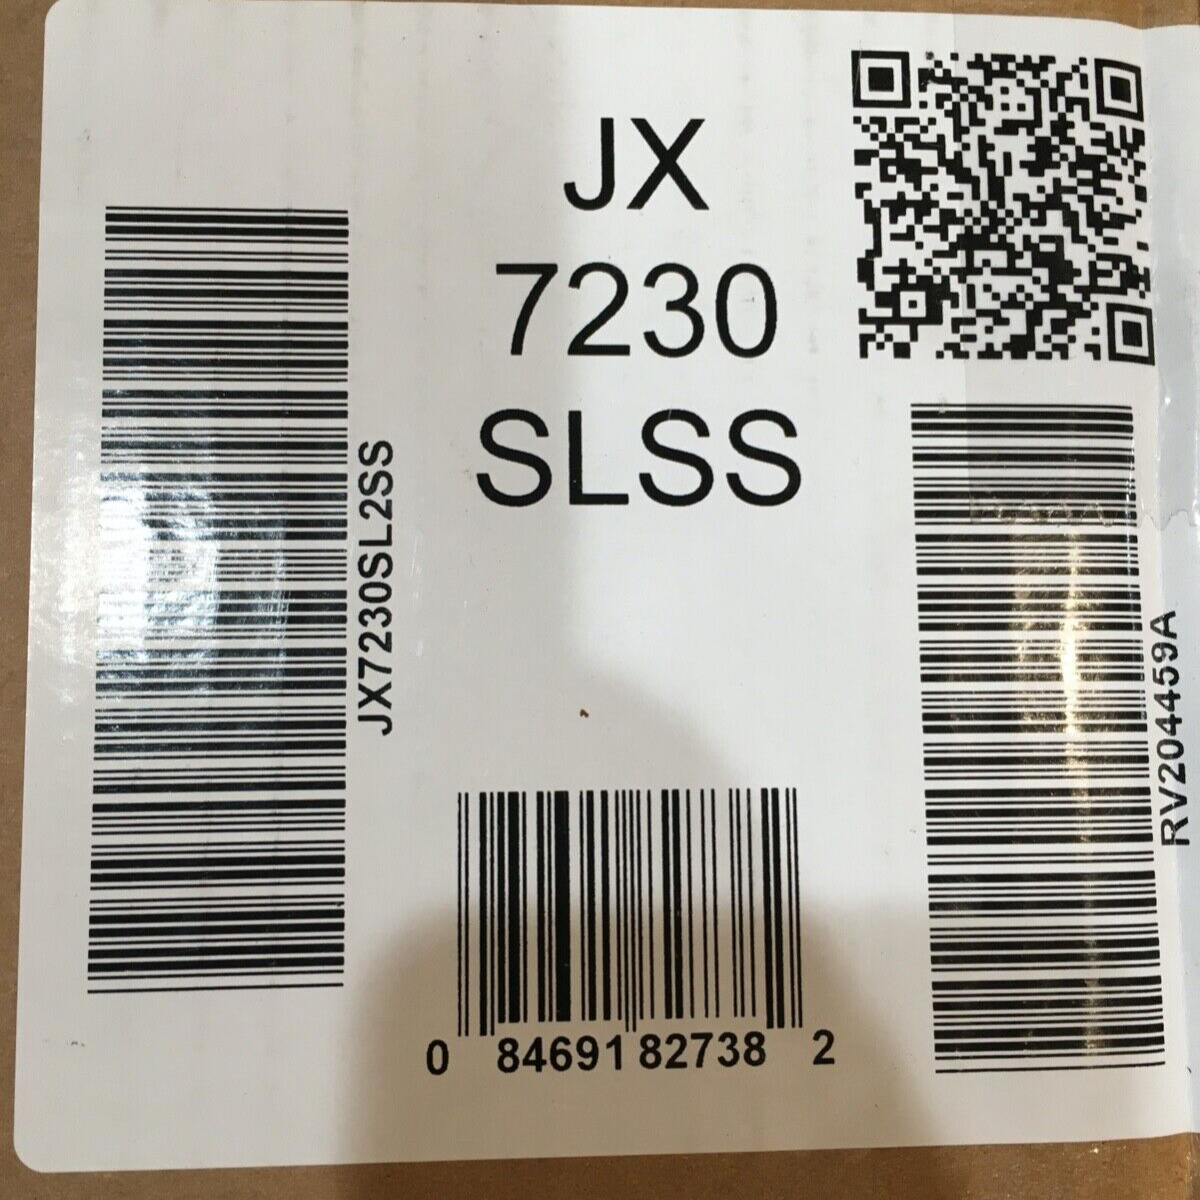 JX
7230
SLSS
JX7230SL2SS
RV204459A
0 84691 82738 2